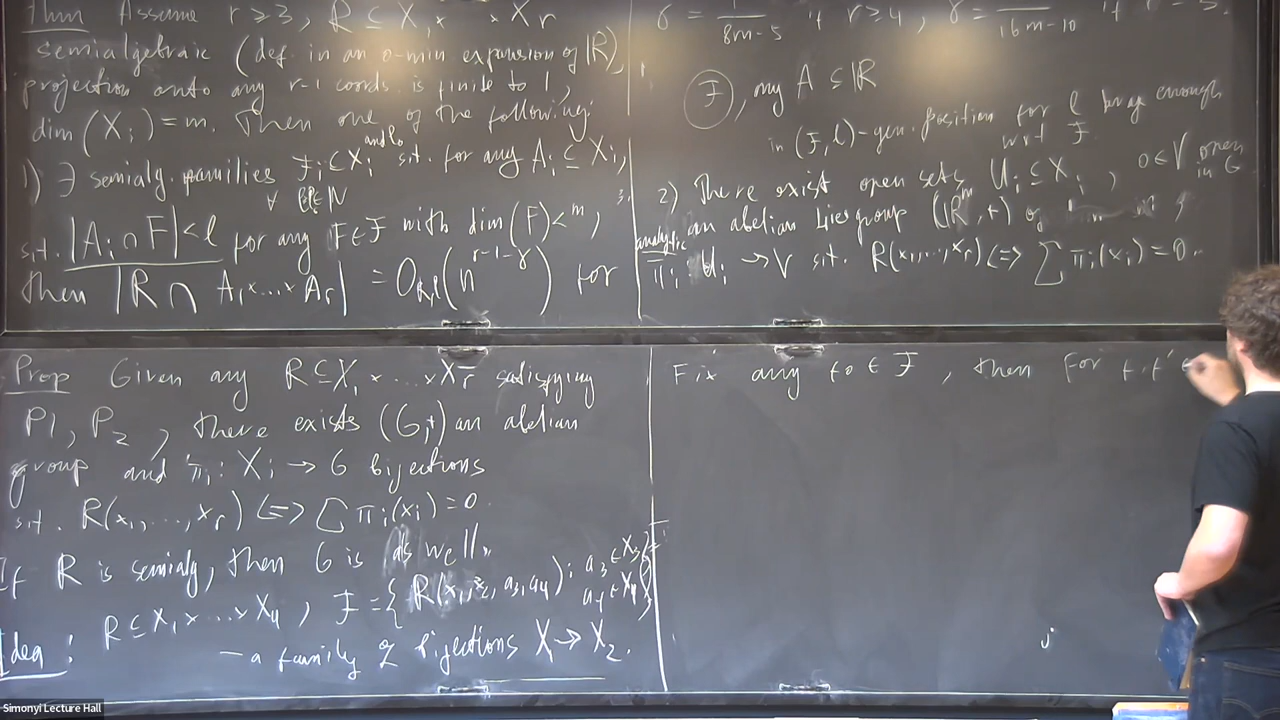 Thm Assume r ≥ 3, R ⊆ X₁ × × Xr
semialgebraic (def. in an o-min expansion of ℝ),
projection onto any r-1 coords. is finite to 1,
dim(Xᵢ) = m. Then one of the following:
1) ∃ semialg. families ℱᵢ ⊆ Xᵢ s.t. for any Aᵢ ⊆ Xᵢ,
s.t. |Aᵢ ∩ F| < l for any F ∈ ℱ with dim(F) < m,
then |R ∩ A₁ × ... × Ar| = O_{R,l}(n^{r-1-γ}) for
γ = 1/(8m-5) if r ≥ 4, γ = 1/(16m-10) if r = 3.
ℱ, any A ⊆ ℝ
in (ℱ, l)-gen. position for l large enough
w.r.t ℱ
2) There exist open sets Uᵢ ⊆ Xᵢ, 0 ∈ V open in G
an abelian Lie group (ℝᵐ, +)
analytic
πᵢ : Uᵢ → V s.t. R(x₁, ..., xr) <=> ∑ πᵢ(xᵢ) = 0.
Prop Given any R ⊆ X₁ × ... × Xr satisfying
P1, P2, there exists (G, +) an abelian
group and πᵢ : Xᵢ → G bijections
s.t. R(x₁, ..., xr) <=> ∑ πᵢ(xᵢ) = 0.
If R is semialg, then G is as well.
Idea: R ⊆ X₁ × ... × X₄, ℱ = {R(x₁, x₂, a₃, a₄) : a₃ ∈ X₃, a₄ ∈ X₄}
– a family of bijections X → X₂.
Fix any f₀ ∈ ℱ, then for f, f' ∈
Simonyi Lecture Hall